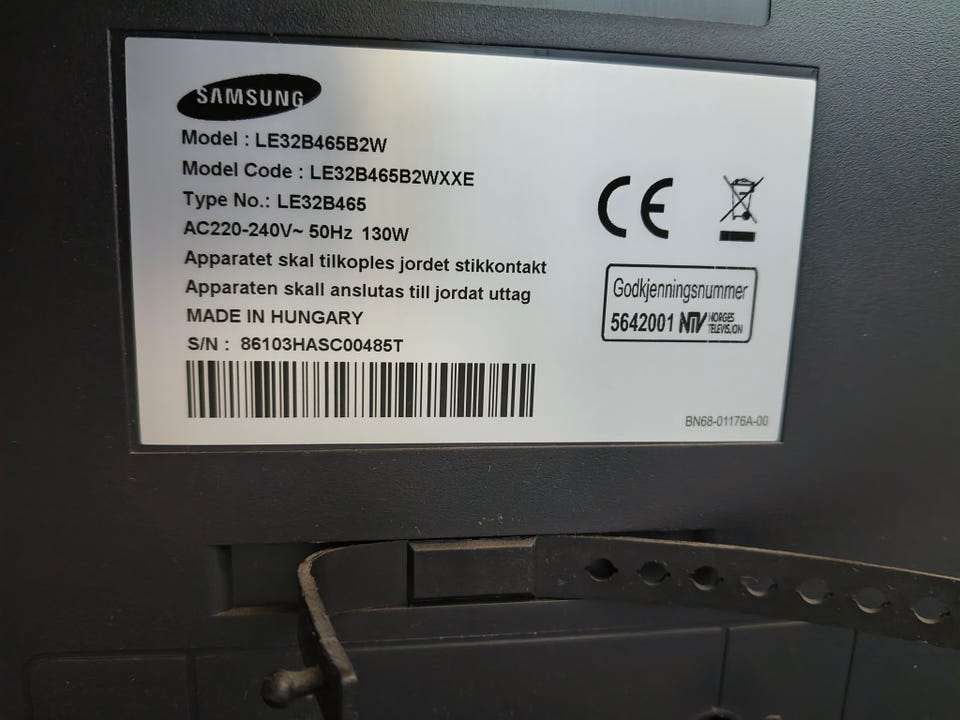 SAMSUNG
Model : LE32B465B2W
Model Code : LE32B465B2WXXE
Type No.: LE32B465
AC220-240V~ 50Hz 130W
Apparatet skal tilkoples jordet stikkontakt
Apparaten skall anslutas till jordat uttag
MADE IN HUNGARY
S/N : 86103HASC00485T
CE
Godkjenningsnummer
5642001 NTV NORGES TELEVISJON
BN68-01176A-00